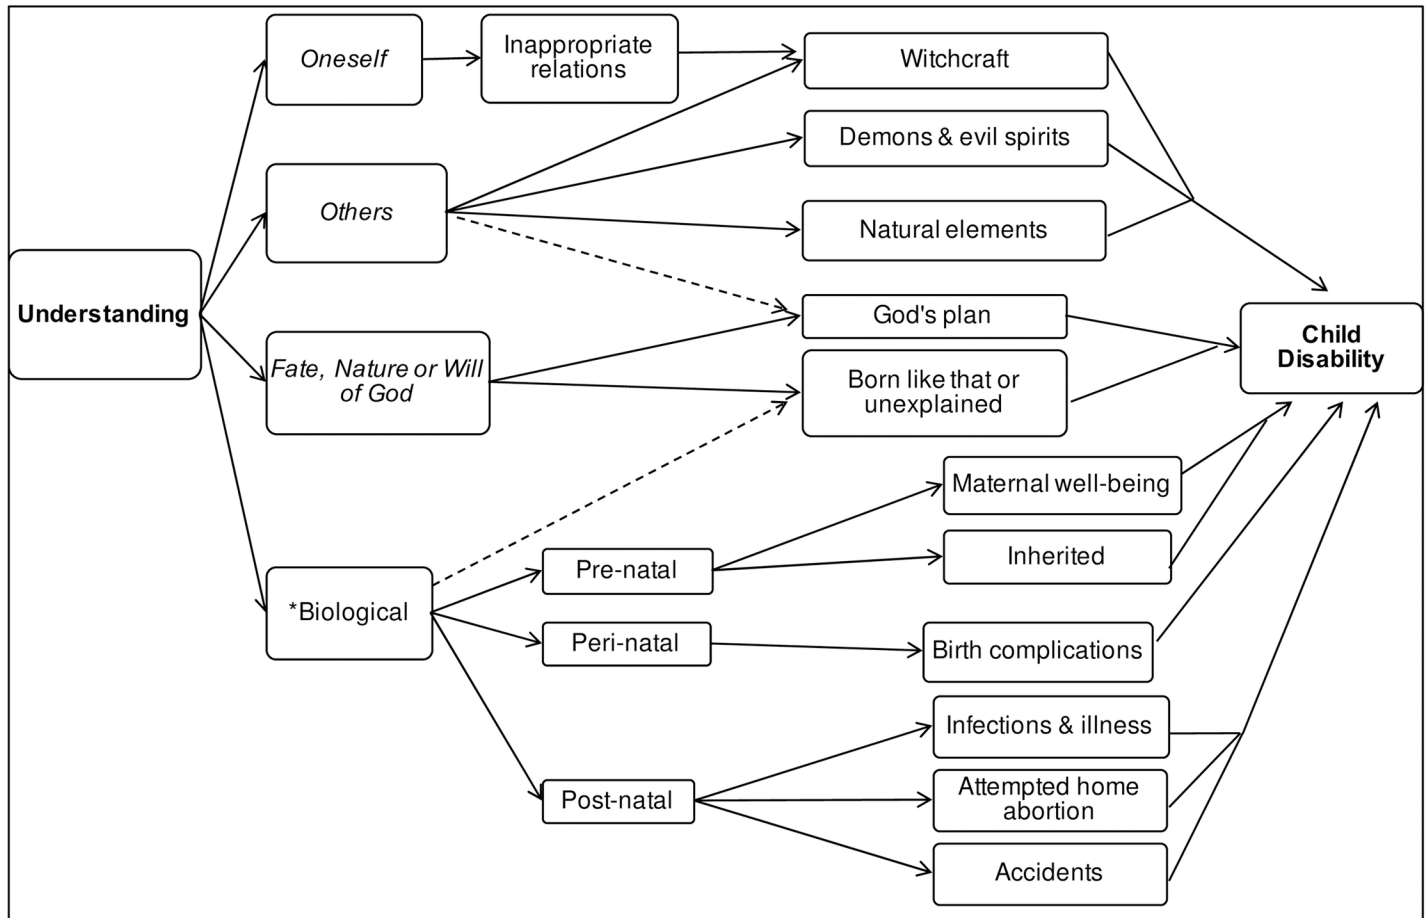 Oneself
Inappropriate
relations
Witchcraft
Demons & evil spirits
Others
Natural elements
Understanding
God's plan
Child
Disability
Fate, Nature or Will
of God
Born like that or
unexplained
Maternal well-being
Pre-natal
Inherited
*Biological
Peri-natal
Birth complications
Infections & illness
Post-natal
Attempted home
abortion
Accidents